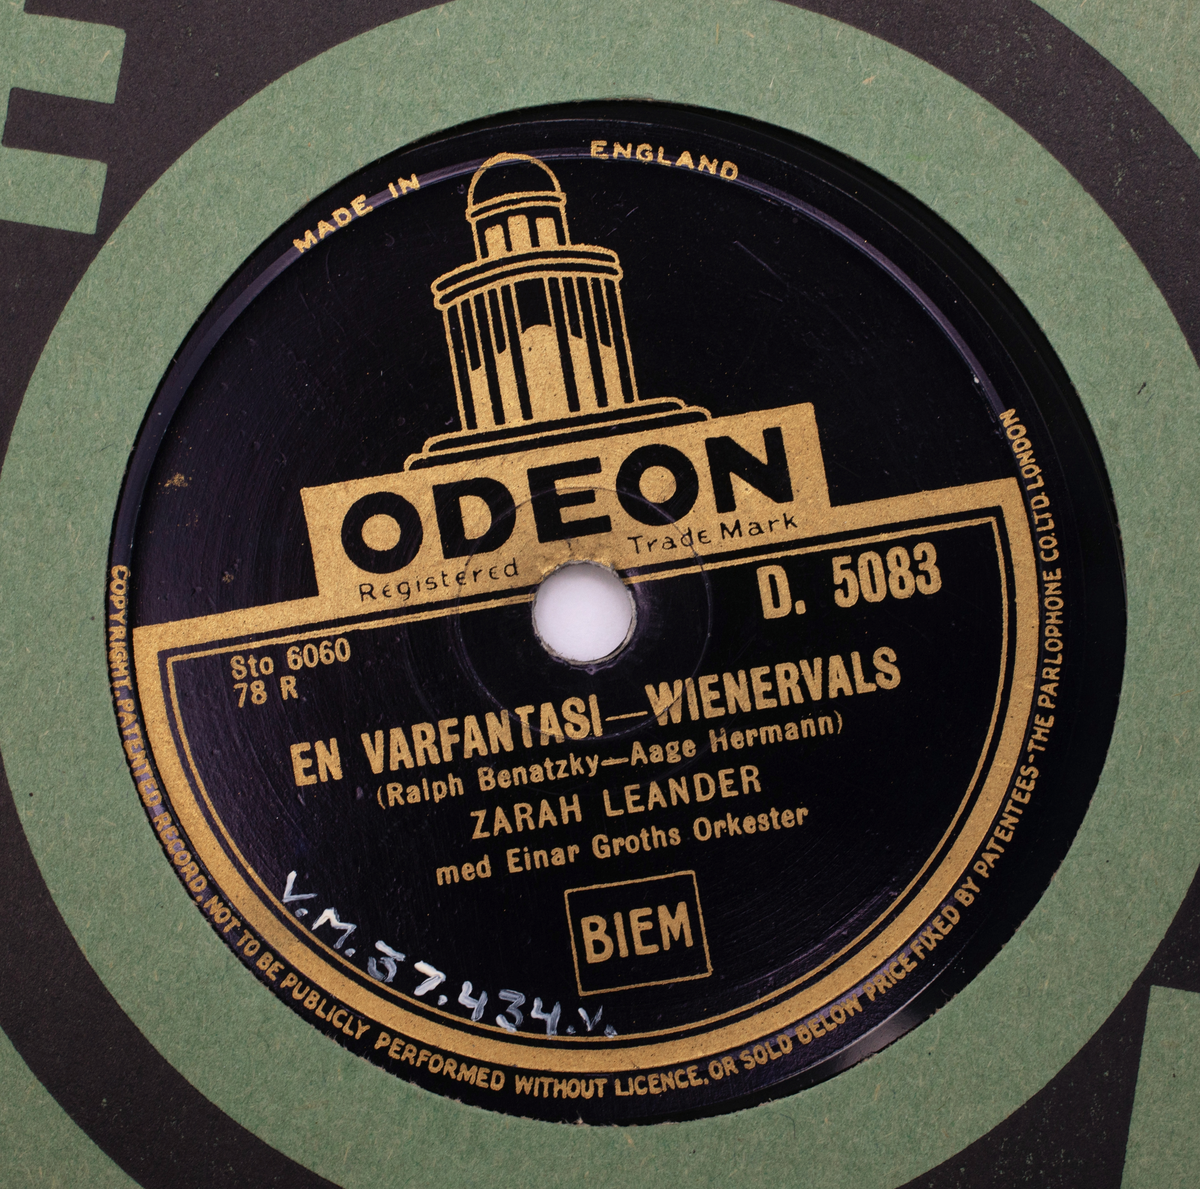 MADE IN ENGLAND
ODEON
Registered Trade Mark
D. 5083
Sto 6060
78 R
EN VARFANTASI—WIENERVALS
(Ralph Benatzky—Aage Hermann)
ZARAH LEANDER
med Einar Groths Orkester
BIEM
V.M.37.434.v.
COPYRIGHT. PATENTED RECORD. NOT TO BE PUBLICLY PERFORMED WITHOUT LICENCE, OR SOLD BELOW PRICE FIXED BY PATENTEES-THE PARLOPHONE CO.LTD. LONDON